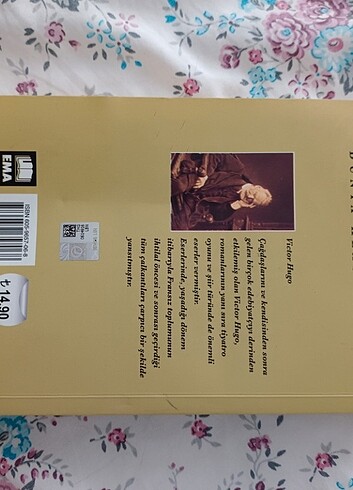 Victor Hugo
Çağdaşlarını ve kendisinden sonra
gelen birçok edebiyatçıyı derinden
etkilemiş olan Victor Hugo,
romanlarının yanı sıra tiyatro
oyunu ve şiir türünde de önemli
eserler vermiştir.
Eserlerinde, yaşadığı dönem
itibarıyla Fransız toplumunun
ihtilal öncesi ve sonrası geçirdiği
tüm çalkantıları çarpıcı bir şekilde
yansıtmıştır.
EMA
₺14.90